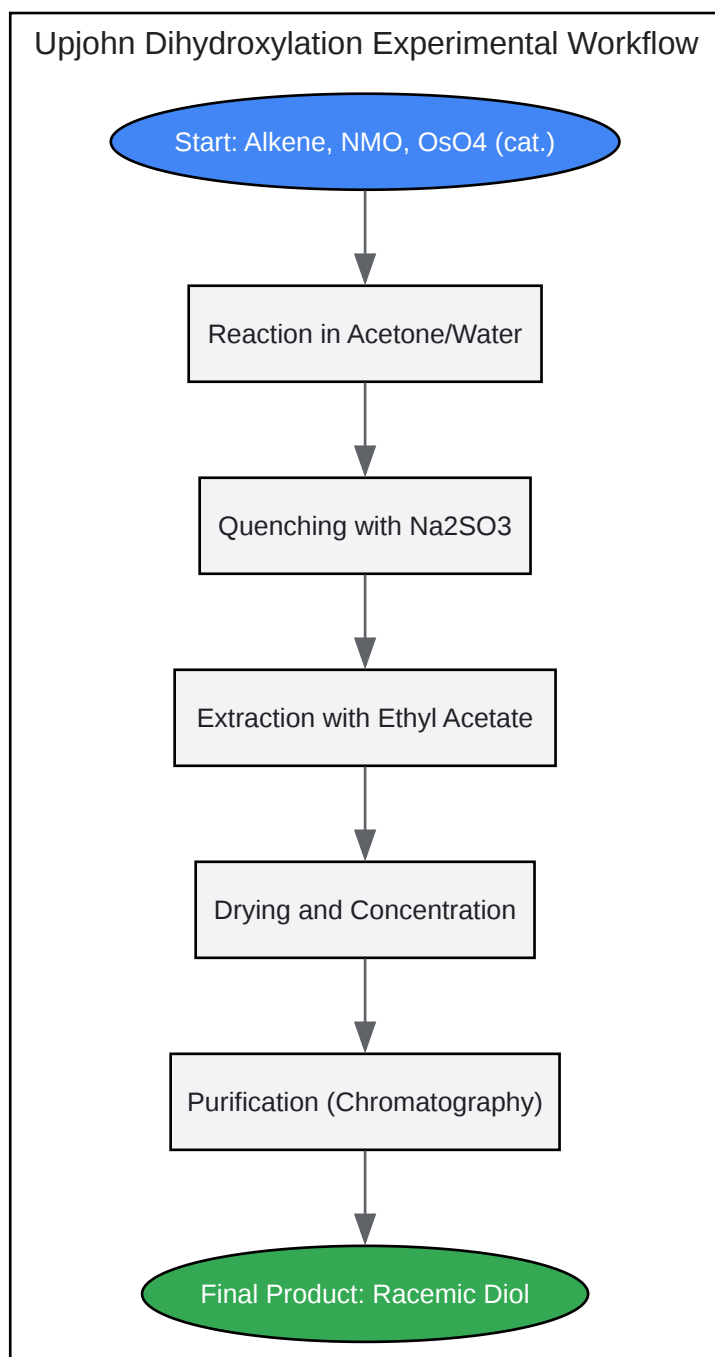 Upjohn Dihydroxylation Experimental Workflow
Start: Alkene, NMO, OsO4 (cat.)
Reaction in Acetone/Water
Quenching with Na2SO3
Extraction with Ethyl Acetate
Drying and Concentration
Purification (Chromatography)
Final Product: Racemic Diol